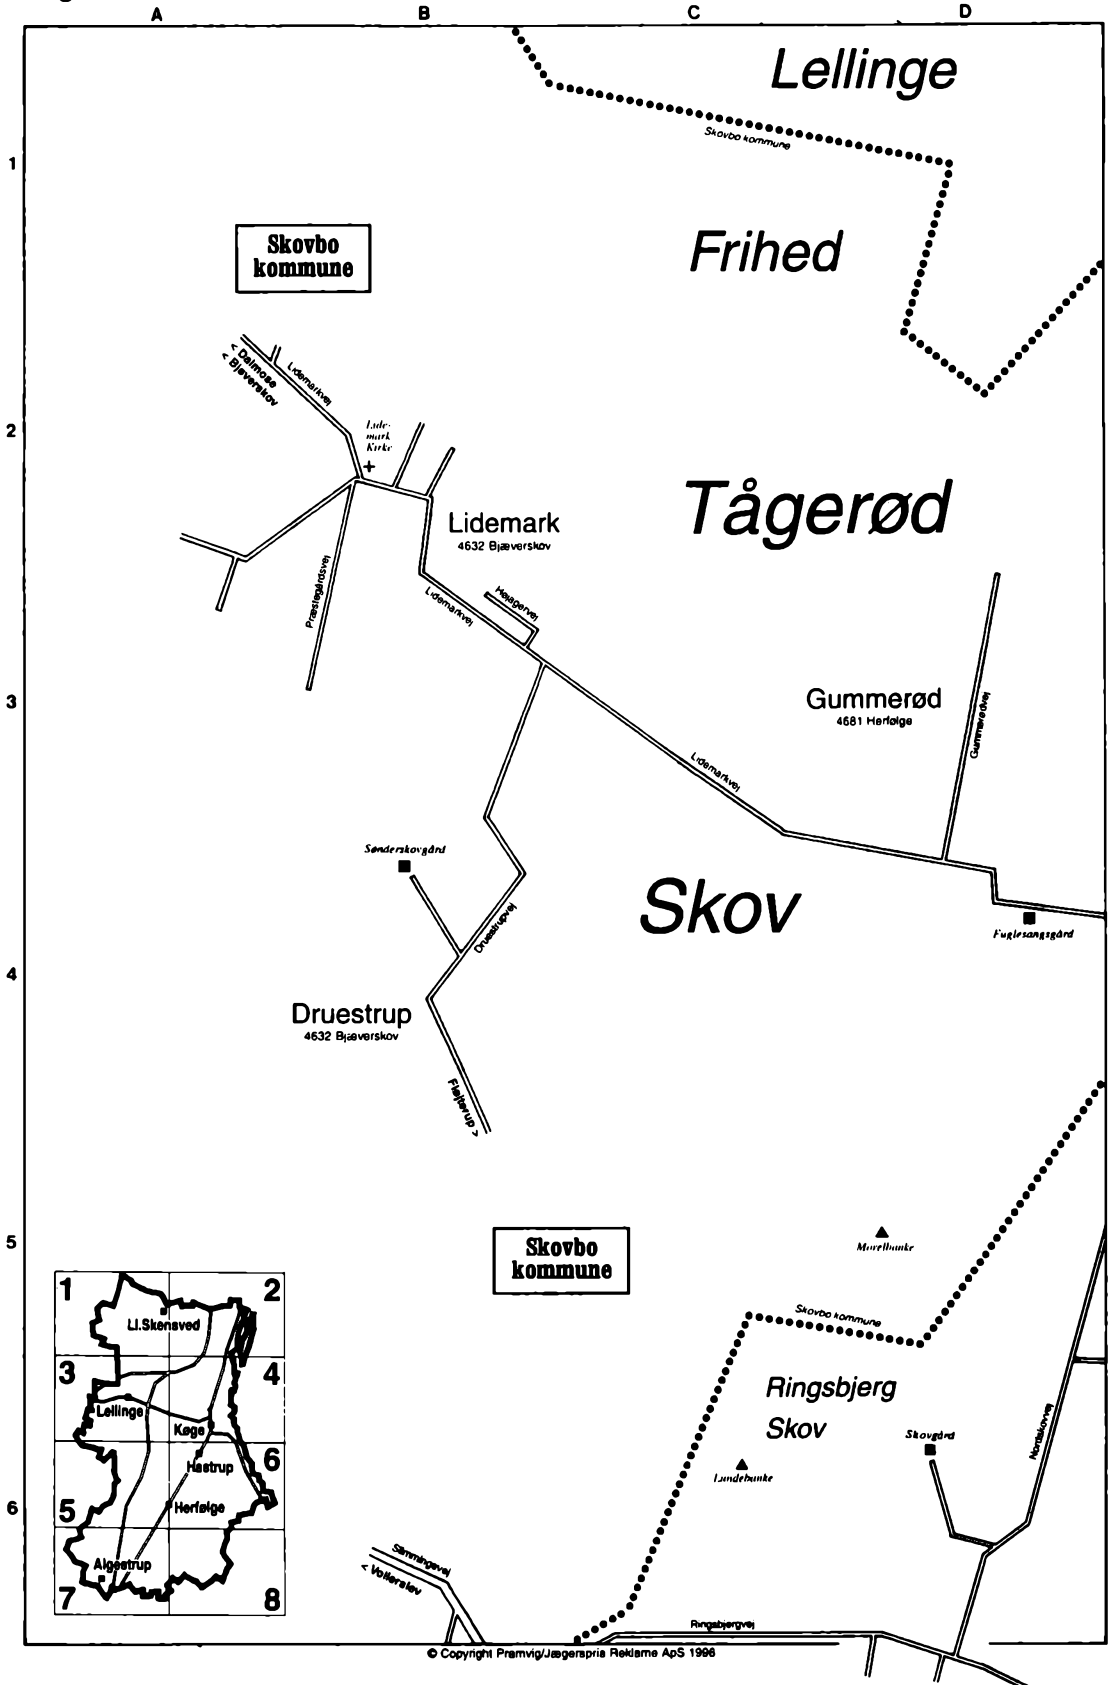 A B C D
Lellinge
Skovbo kommune
1
Skovbo
kommune
Frihed
< Dalmose
< Bjæverskov
Lidemarkvej
2
Lide-
mark
Kirke
Tågerød
Lidemark
4632 Bjæverskov
Præstegårdsvej
Lidemarkvej
Højagervej
3
Gummerød
4681 Herfølge
Gummerødvej
Lidemarkvej
Sønderskovgård
Skov
Druestrupvej
Fuglesangsgård
4
Druestrup
4632 Bjæverskov
Fløjterup >
5
Skovbo
kommune
Morelbanke
Skovbo kommune
1 2
Ll.Skensved
3 4
Lellinge
Køge
Hastrup
6
5
Herfølge
Algestrup
7 8
Ringsbjerg
Skov
Skovgård
Nordskovvej
Lundebanke
6
Slimmingevej
< Vollerslev
Ringsbjergvej
© Copyright Pramvig/Jægerspris Reklame ApS 1996